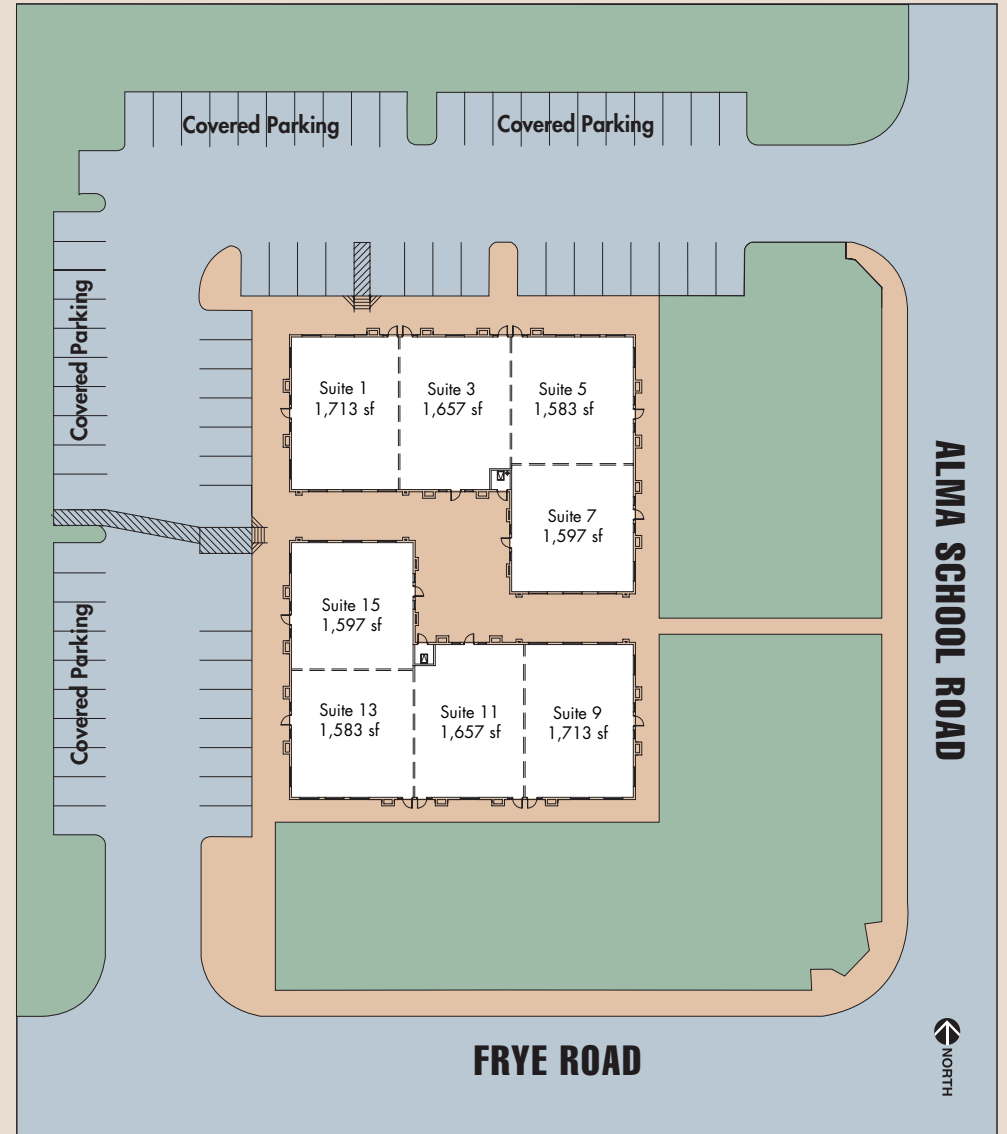 Covered Parking
Covered Parking
Covered Parking
Suite 1
1,713 sf
Suite 3
1,657 sf
Suite 5
1,583 sf
Suite 7
1,597 sf
ALMA SCHOOL ROAD
Covered Parking
Suite 15
1,597 sf
Suite 13
1,583 sf
Suite 11
1,657 sf
Suite 9
1,713 sf
FRYE ROAD
NORTH